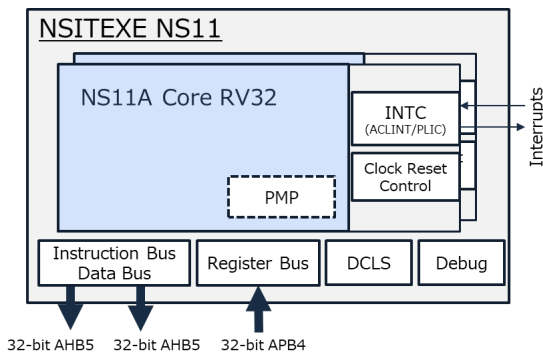 NSITEXE NS11
NS11A Core RV32
INTC
(ACLINT/PLIC)
Clock Reset
Control
PMP
Interrupts
Instruction Bus
Data Bus
Register Bus
DCLS
Debug
32-bit AHB5
32-bit AHB5
32-bit APB4